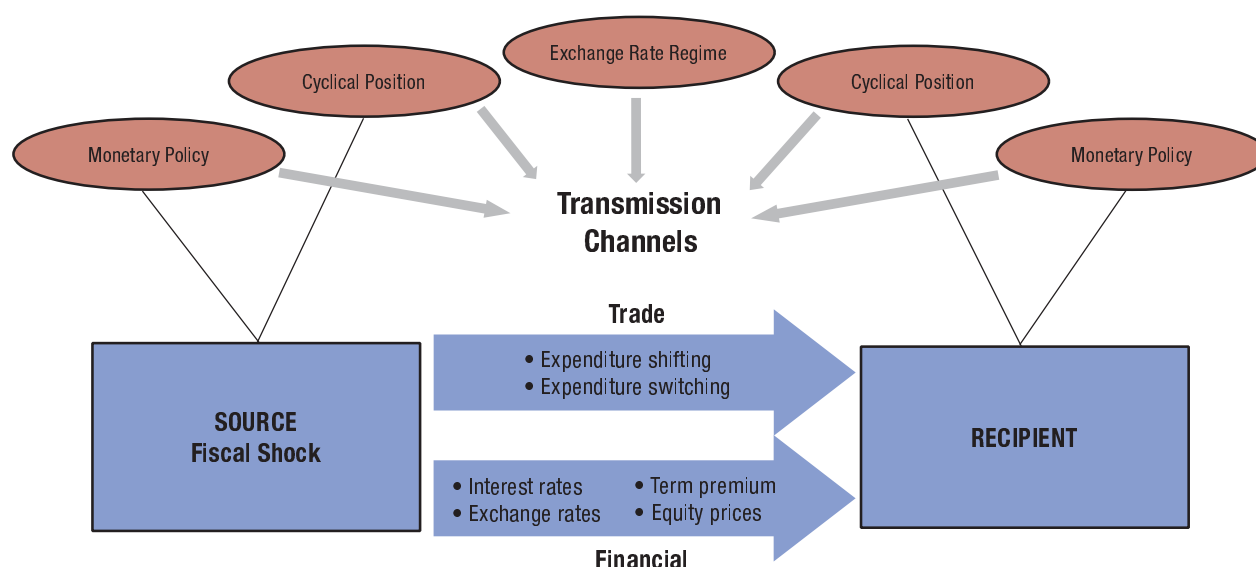 Exchange Rate Regime
Cyclical Position
Cyclical Position
Monetary Policy
Monetary Policy
Transmission
Channels
Trade
• Expenditure shifting
• Expenditure switching
SOURCE
Fiscal Shock
RECIPIENT
• Interest rates
• Exchange rates
• Term premium
• Equity prices
Financial